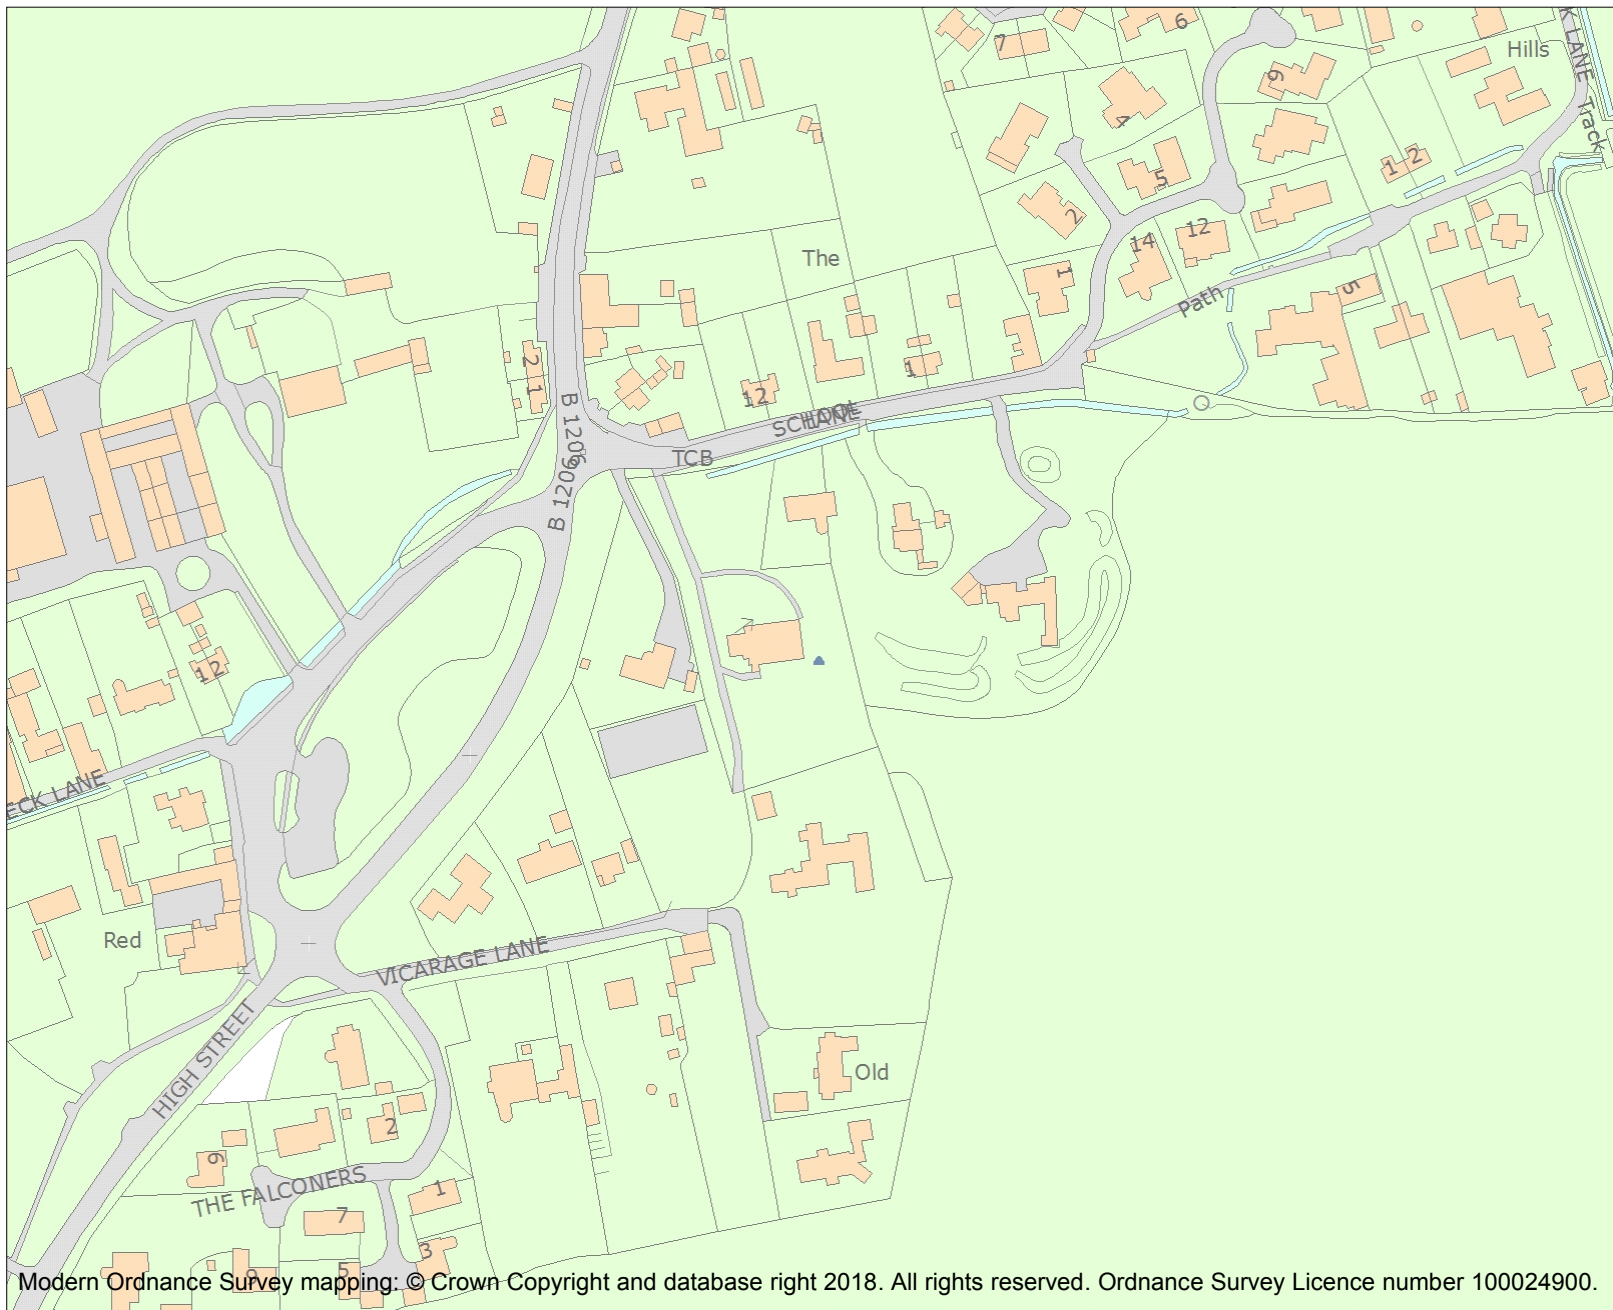 7
6
K LANE
Track
Hills
9
4
5
2
1 2
14
12
1
The
Path
5
2
1
B 1206
12
1
SCHOOL
LANE
TCB
B 1206
1 2
ECK LANE
Red
VICARAGE LANE
HIGH STREET
Old
2
6
THE FALCONERS
1
7
3
9
5
Modern Ordnance Survey mapping: © Crown Copyright and database right 2018. All rights reserved. Ordnance Survey Licence number 100024900.